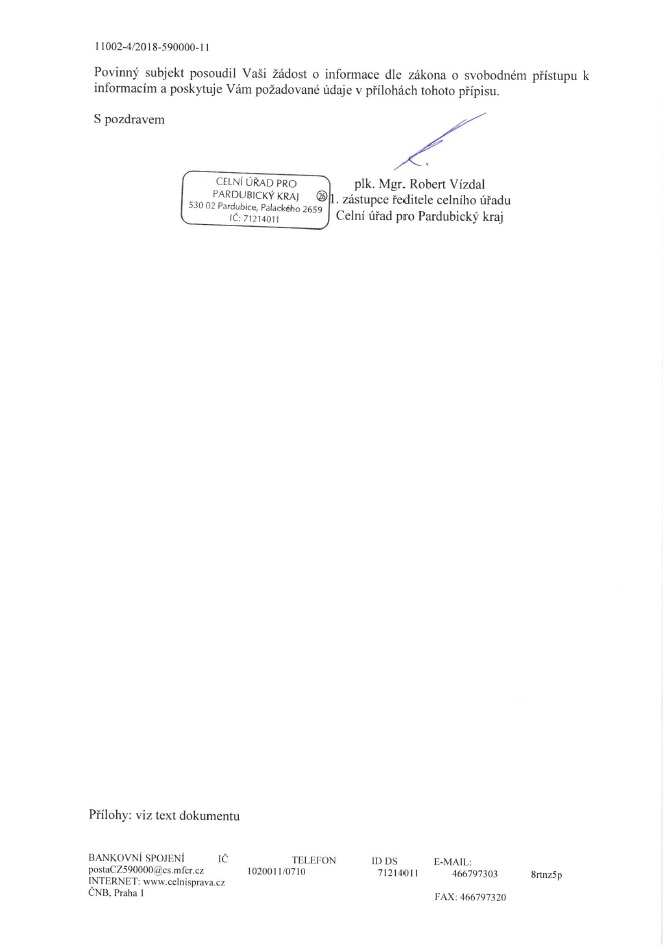 11002-4/2018-590000-11
Povinný subjekt posoudil Vaši žádost o informace dle zákona o svobodném přístupu k
informacím a poskytuje Vám požadované údaje v přílohách tohoto přípisu.
S pozdravem
CELNÍ ÚŘAD PRO
PARDUBICKÝ KRAJ 26
530 02 Pardubice, Palackého 2659
IČ: 71214011
plk. Mgr. Robert Vízdal
1. zástupce ředitele celního úřadu
Celní úřad pro Pardubický kraj
Přílohy: viz text dokumentu
BANKOVNÍ SPOJENÍ IČ TELEFON ID DS E-MAIL:
postaCZ590000@cs.mfcr.cz 1020011/0710 71214011 466797303 8rtnz5p
INTERNET: www.celnisprava.cz
ČNB, Praha 1 FAX: 466797320